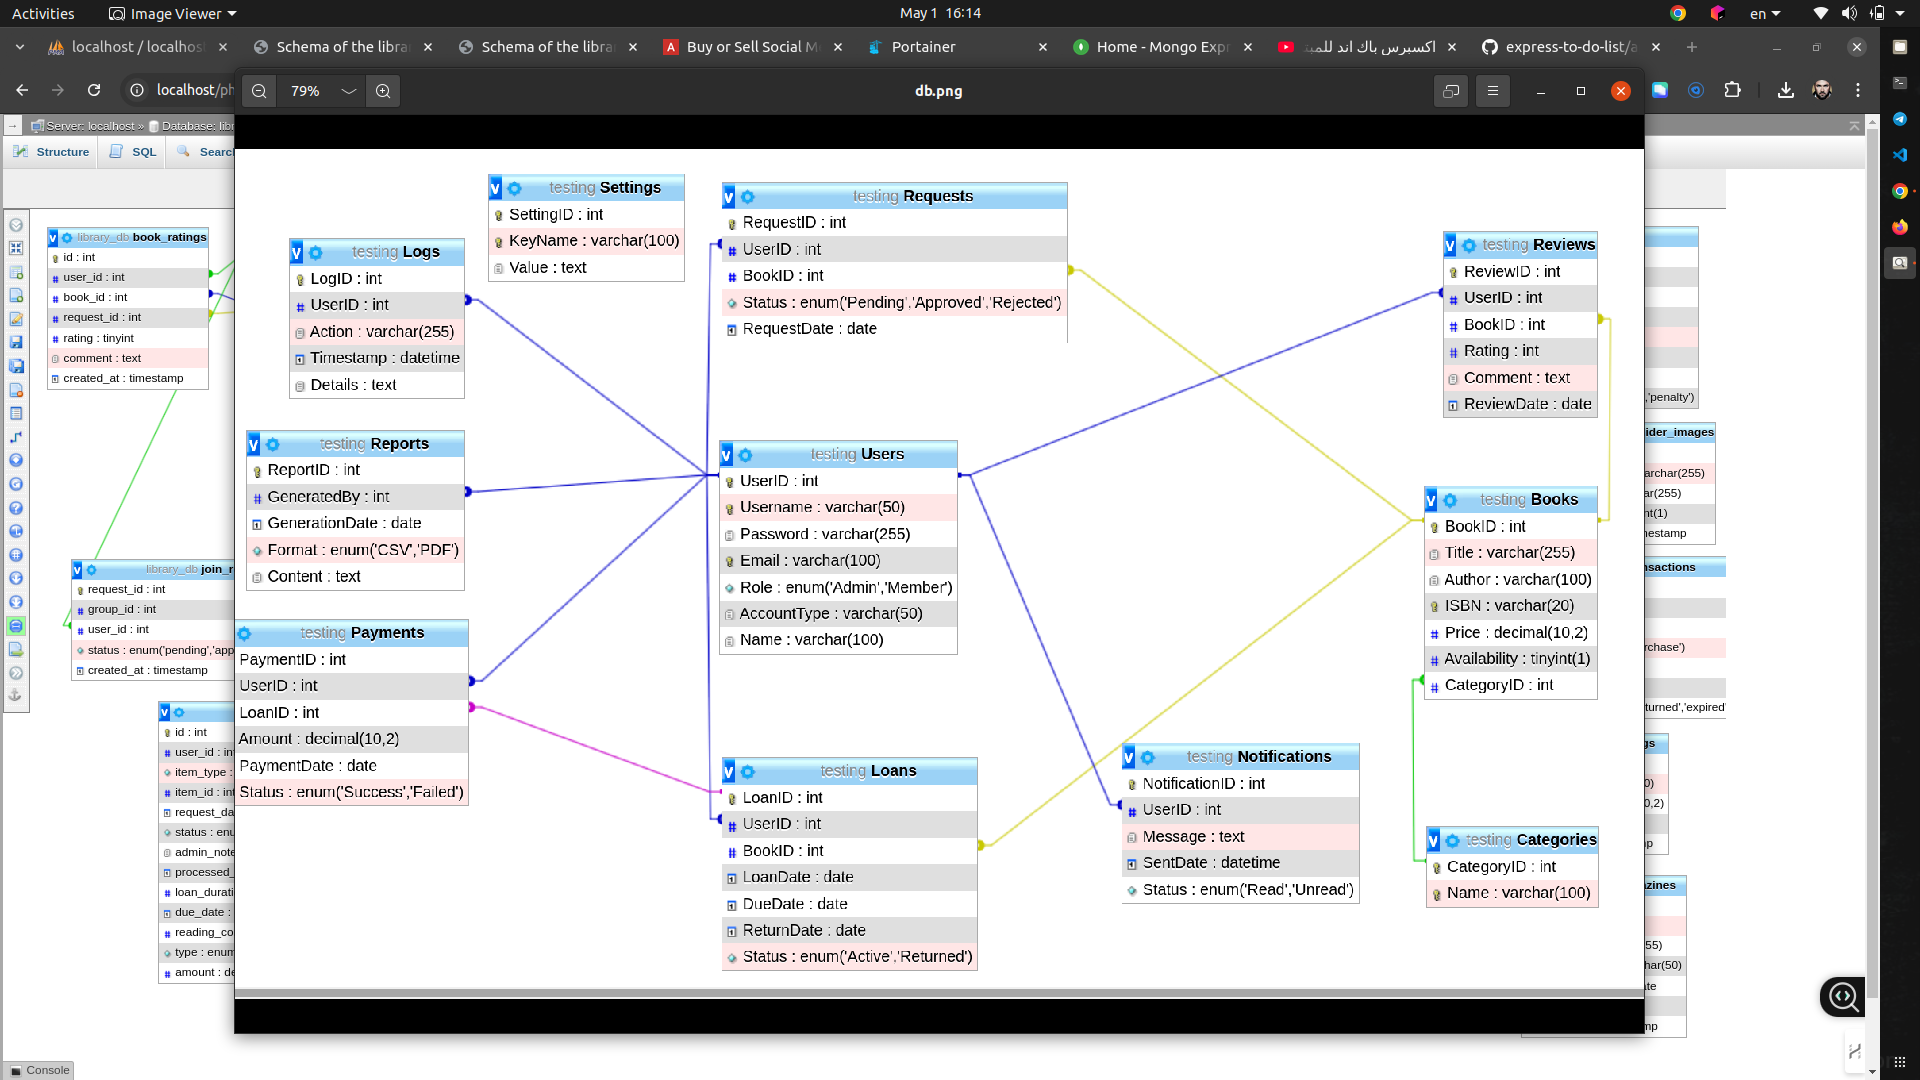 Activities
Image Viewer
May 1 16:14
en
localhost / localhos
Schema of the libra
Schema of the libra
Buy or Sell Social M
Portainer
Home - Mongo Expr
اكسبرس باك اند للمبتد
express-to-do-list/a
localhost/ph
79%
db.png
Server: localhost »
Database: libr
Structure
SQL
Searc
library_db book_ratings
id : int
user_id : int
book_id : int
request_id : int
rating : tinyint
comment : text
created_at : timestamp
library_db join_r
request_id : int
group_id : int
user_id : int
status : enum('pending','app
created_at : timestamp
id : int
user_id : int
item_type :
item_id : int
request_da
status : enu
admin_note
processed_
loan_durati
due_date :
reading_co
type : enum
amount : de
Console
testing Settings
SettingID : int
KeyName : varchar(100)
Value : text
testing Logs
LogID : int
UserID : int
Action : varchar(255)
Timestamp : datetime
Details : text
testing Reports
ReportID : int
GeneratedBy : int
GenerationDate : date
Format : enum('CSV','PDF')
Content : text
testing Payments
PaymentID : int
UserID : int
LoanID : int
Amount : decimal(10,2)
PaymentDate : date
Status : enum('Success','Failed')
testing Requests
RequestID : int
UserID : int
BookID : int
Status : enum('Pending','Approved','Rejected')
RequestDate : date
testing Users
UserID : int
Username : varchar(50)
Password : varchar(255)
Email : varchar(100)
Role : enum('Admin','Member')
AccountType : varchar(50)
Name : varchar(100)
testing Loans
LoanID : int
UserID : int
BookID : int
LoanDate : date
DueDate : date
ReturnDate : date
Status : enum('Active','Returned')
testing Notifications
NotificationID : int
UserID : int
Message : text
SentDate : datetime
Status : enum('Read','Unread')
testing Reviews
ReviewID : int
UserID : int
BookID : int
Rating : int
Comment : text
ReviewDate : date
testing Books
BookID : int
Title : varchar(255)
Author : varchar(100)
ISBN : varchar(20)
Price : decimal(10,2)
Availability : tinyint(1)
CategoryID : int
testing Categories
CategoryID : int
Name : varchar(100)
,'penalty')
ider_images
archar(255)
ar(255)
nt(1)
nestamp
nsactions
rchase')
turned','expired'
gs
0)
0,2)
p
zines
55)
har(50)
ate
mp